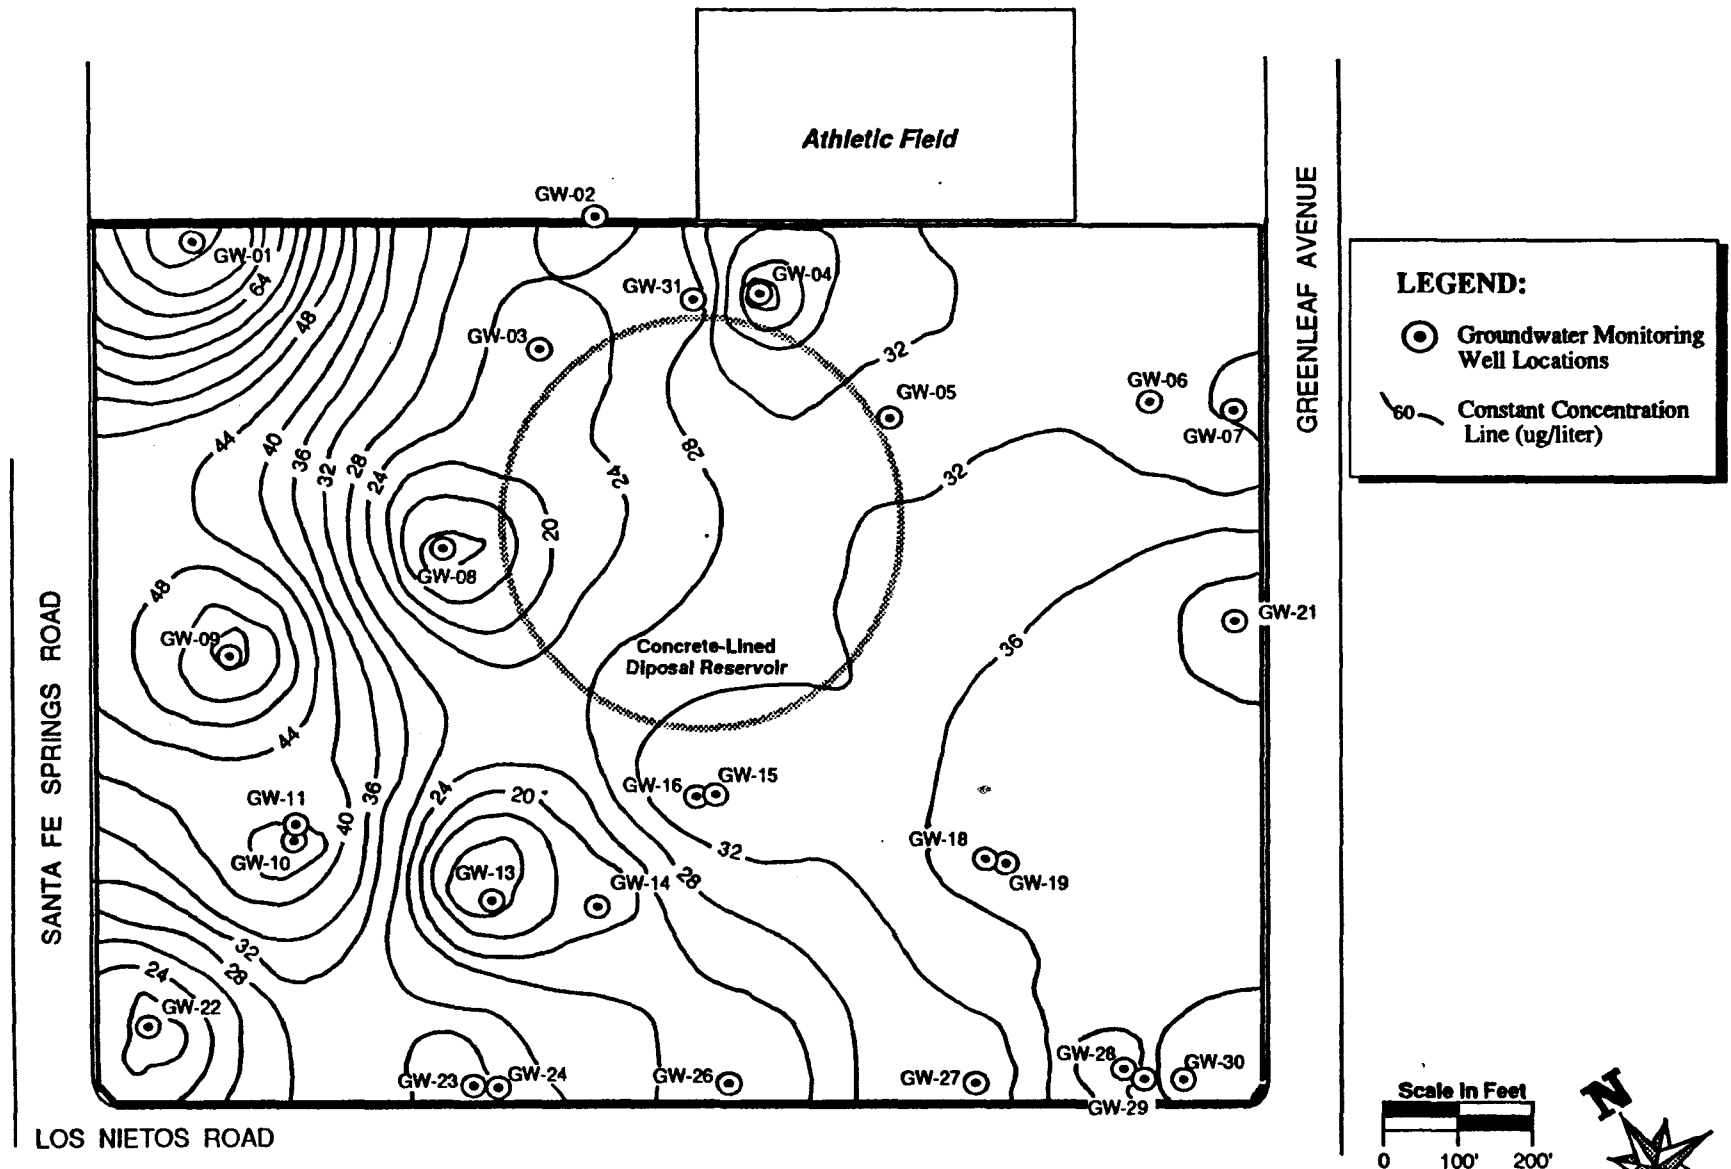 Athletic Field
GREENLEAF AVENUE
SANTA FE SPRINGS ROAD
LOS NIETOS ROAD
LEGEND:
Groundwater Monitoring
Well Locations
60
Constant Concentration
Line (ug/liter)
GW-02
GW-01
64
48
GW-31
GW-04
GW-03
32
GW-05
GW-06
GW-07
44
40
36
32
28
24
28
24
32
20
GW-08
48
GW-09
GW-21
36
Concrete-Lined
Diposal Reservoir
44
GW-11
GW-10
40
36
24
20
GW-16
GW-15
GW-13
GW-14
28
32
GW-18
GW-19
32
28
24
GW-22
GW-23
GW-24
GW-26
GW-27
GW-28
GW-29
GW-30
Scale in Feet
0 100' 200'
N